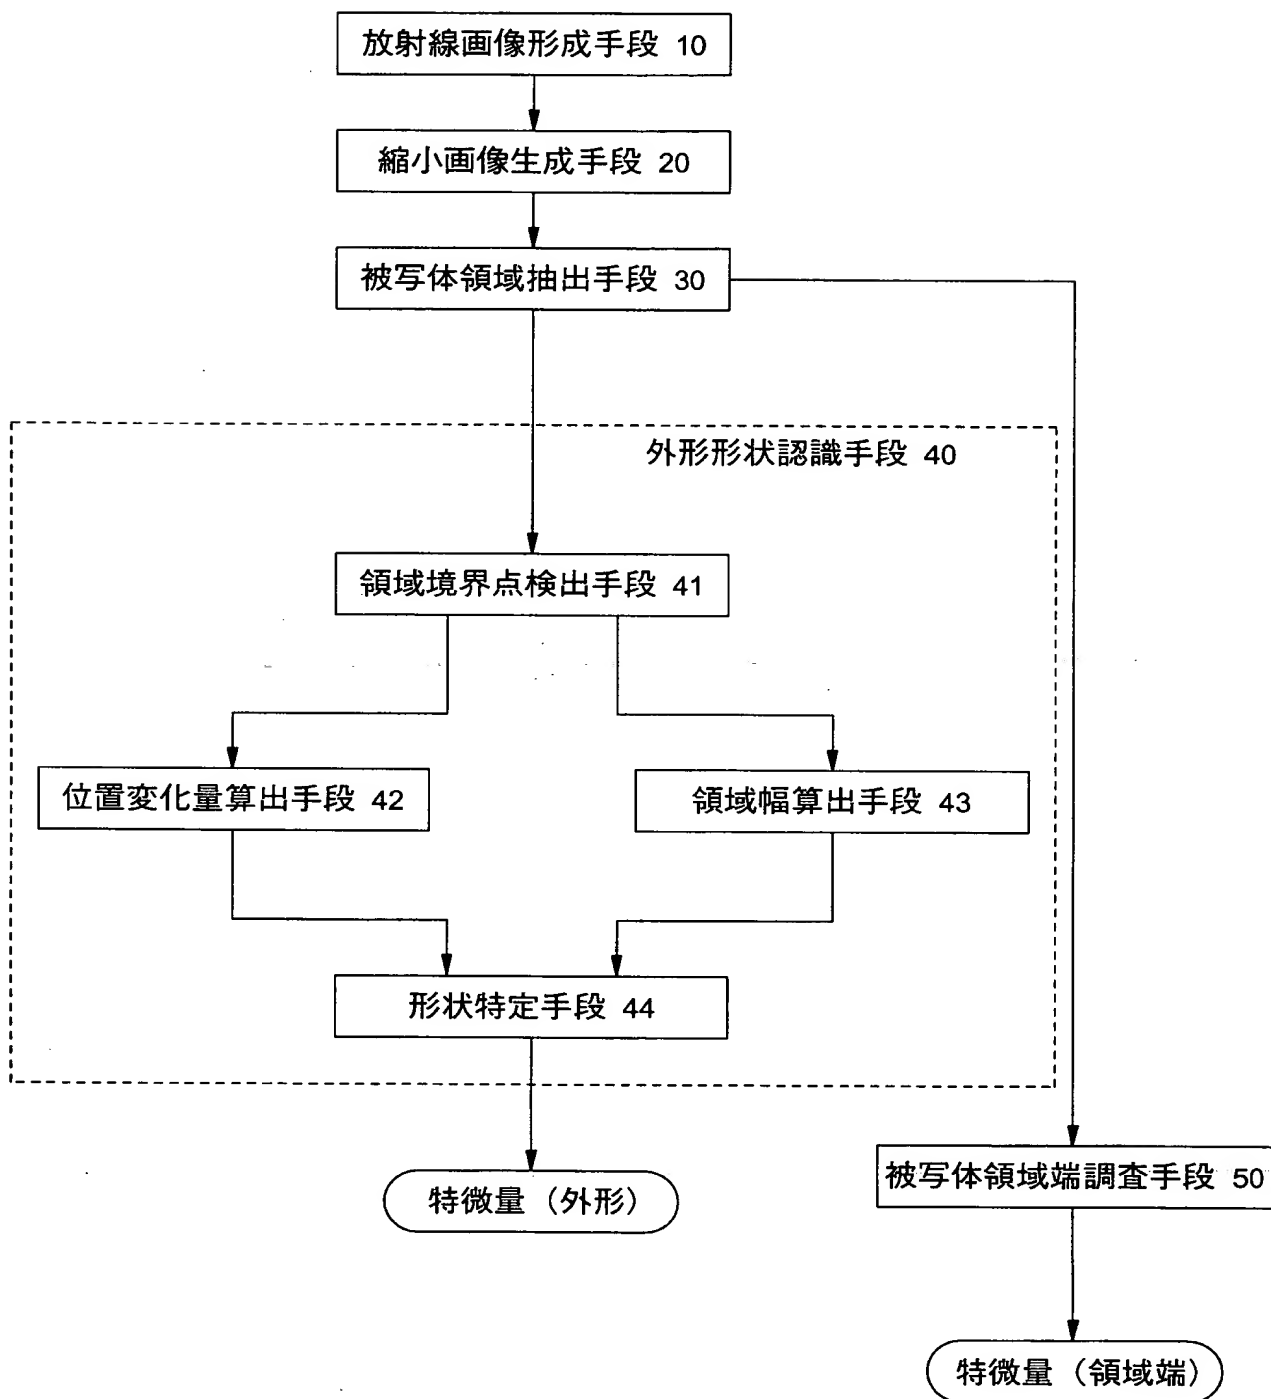 放射線画像形成手段 10
縮小画像生成手段 20
被写体領域抽出手段 30
外形形状認識手段 40
領域境界点検出手段 41
位置変化量算出手段 42
領域幅算出手段 43
形状特定手段 44
特微量（外形）
被写体領域端調査手段 50
特微量（領域端）